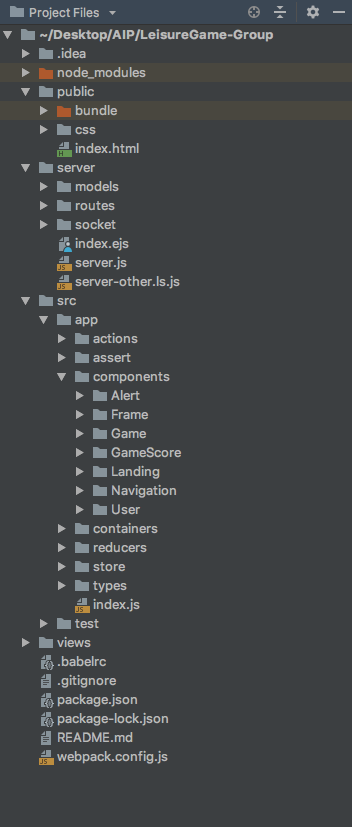 Project Files
~/Desktop/AIP/LeisureGame-Group
.idea
node_modules
public
bundle
css
index.html
server
models
routes
socket
index.ejs
server.js
server-other.ls.js
src
app
actions
assert
components
Alert
Frame
Game
GameScore
Landing
Navigation
User
containers
reducers
store
types
index.js
test
views
.babelrc
.gitignore
package.json
package-lock.json
README.md
webpack.config.js